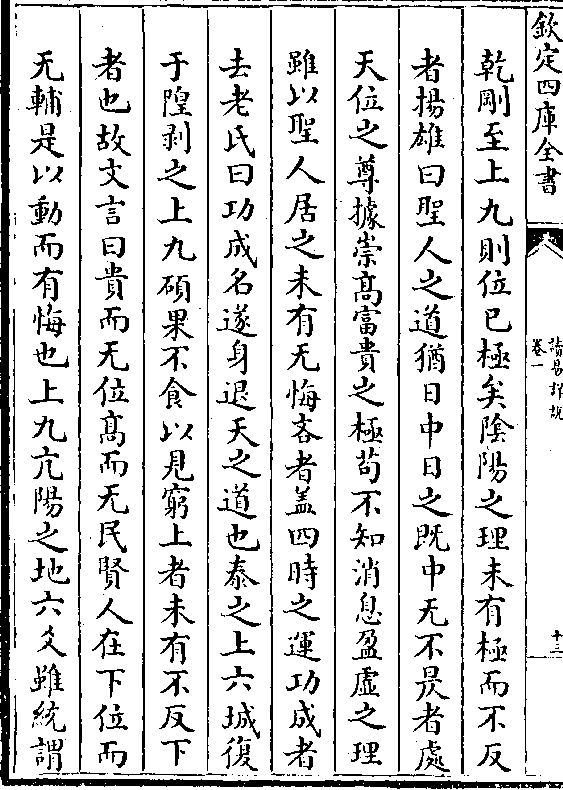 欽定四庫全書
讀易詳說
卷一
十三
乾剛至上九則位已極矣陰陽之理未有極而不反
者揚雄曰聖人之道猶日中日之既中无不昃者處
天位之尊據崇髙富貴之極茍不知消息盈虛之理
雖以聖人居之未有无悔吝者盖四時之運功成者
去老氏曰功成名遂身退天之道也泰之上六城復
于隍剥之上九碩果不食以見窮上者未有不反下
者也故文言曰貴而无位髙而无民賢人在下位而
无輔是以動而有悔也上九亢陽之地六爻雖統謂